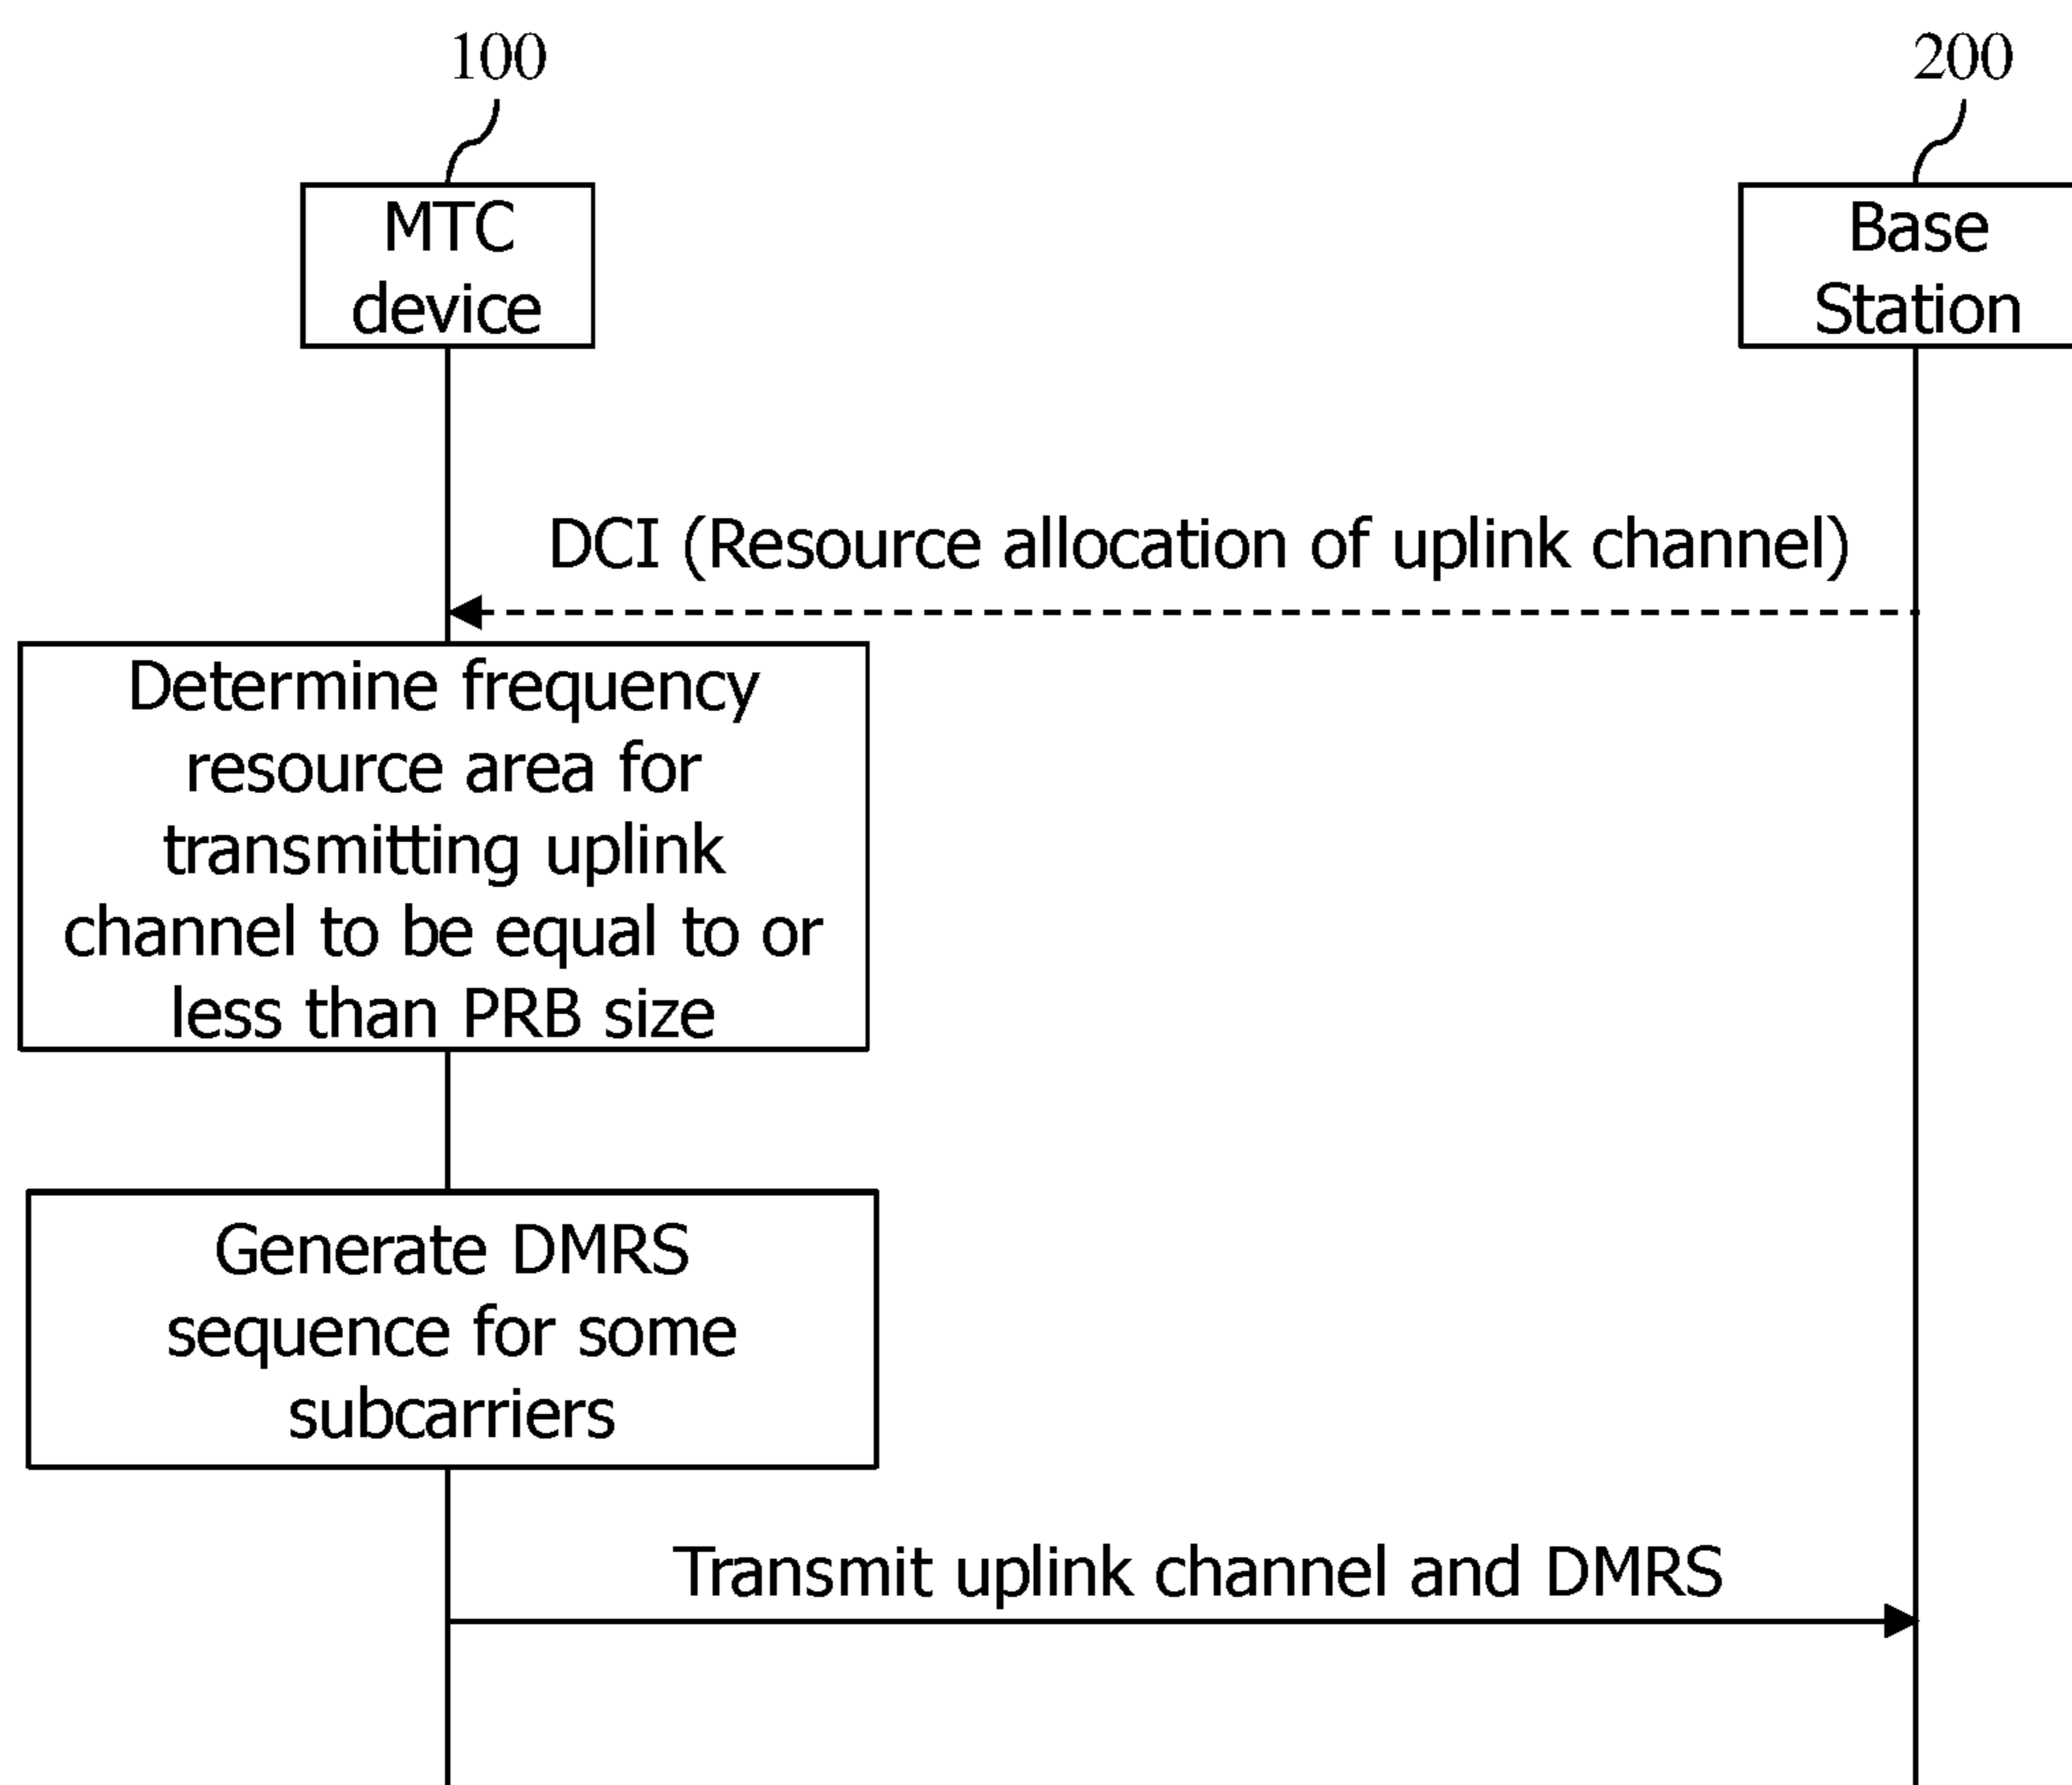 100
200
MTC
device
Base
Station
DCI (Resource allocation of uplink channel)
Determine frequency
resource area for
transmitting uplink
channel to be equal to or
less than PRB size
Generate DMRS
sequence for some
subcarriers
Transmit uplink channel and DMRS